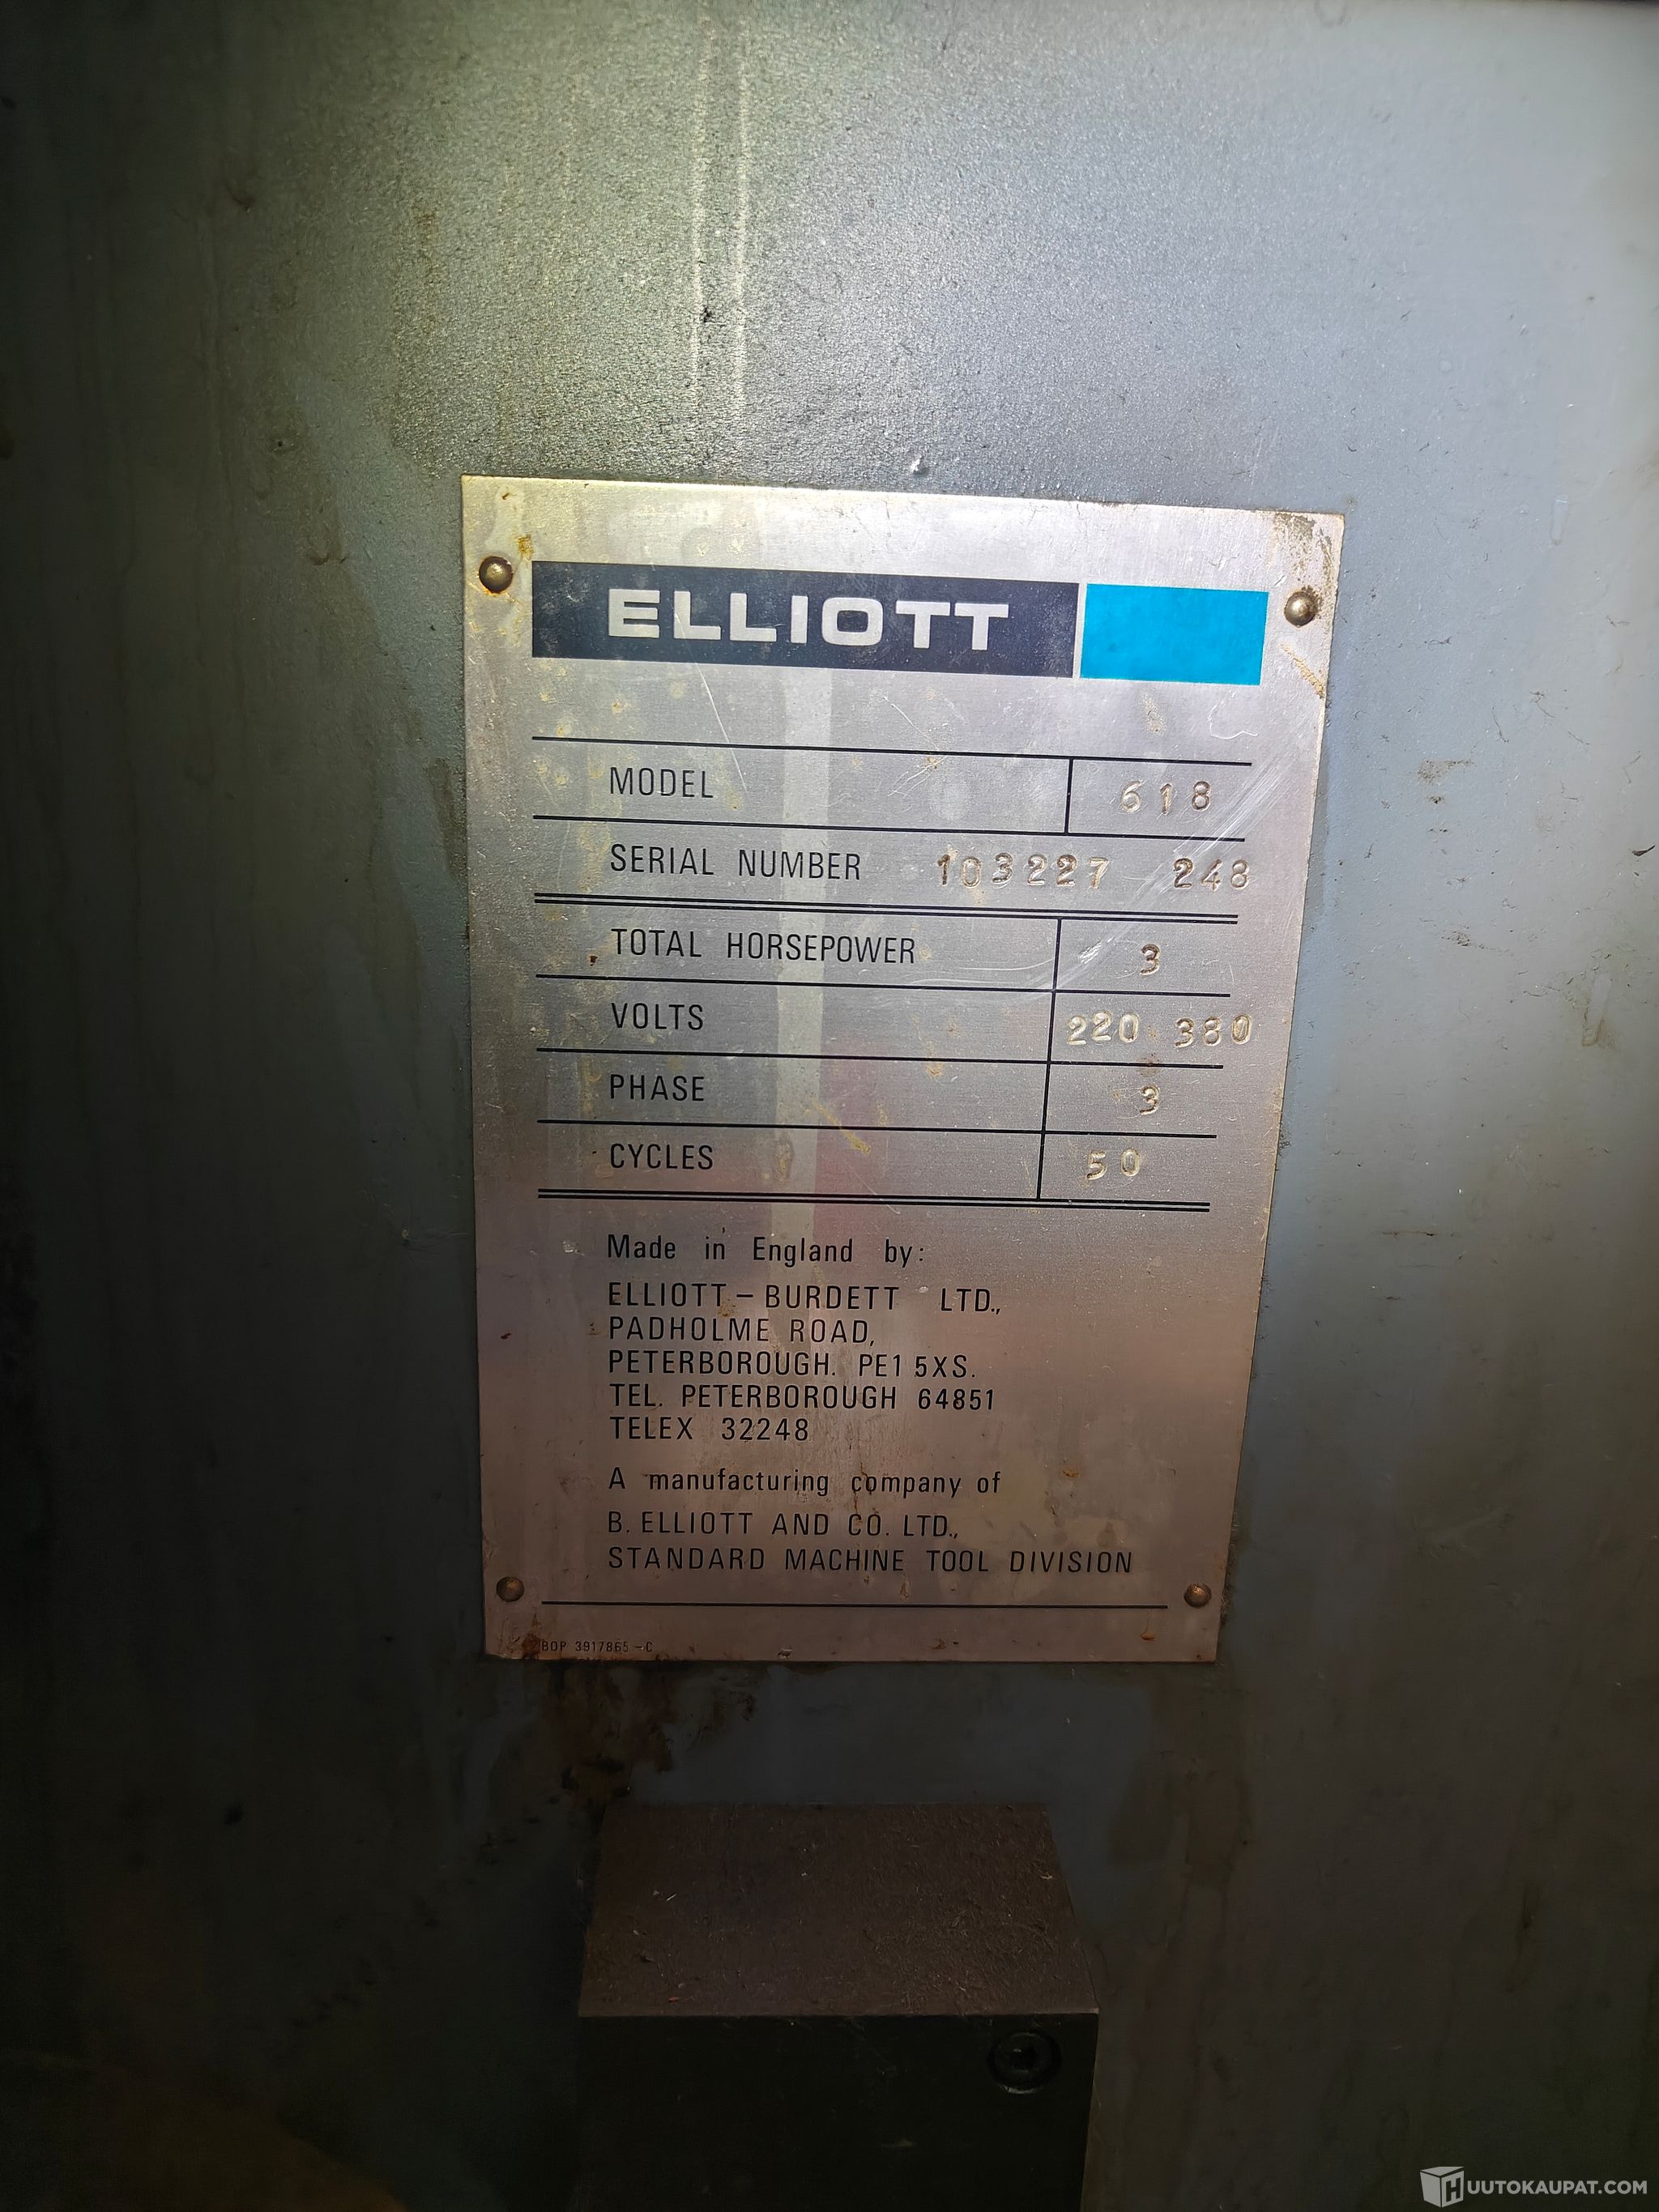 ELLIOTT
MODEL 618
SERIAL NUMBER 103227 248
TOTAL HORSEPOWER 3
VOLTS 220·380
PHASE 3
CYCLES 50
Made in England by:
ELLIOTT – BURDETT LTD.,
PADHOLME ROAD,
PETERBOROUGH. PE1 5XS.
TEL. PETERBOROUGH 64851
TELEX 32248
A manufacturing company of
B. ELLIOTT AND CO. LTD.,
STANDARD MACHINE TOOL DIVISION
BOP 3917865 –C
HUUTOKAUPAT.COM